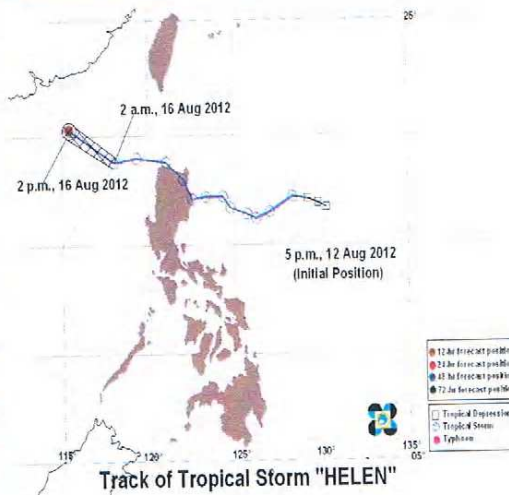 25°
2 a.m., 16 Aug 2012
2 p.m., 16 Aug 2012
5 p.m., 12 Aug 2012
(Initial Position)
12-hr forecast position
24-hr forecast position
48-hr forecast position
72-hr forecast position
Tropical Depression
Tropical Storm
Typhoon
115°
120°
125°
130°
135°
05°
Track of Tropical Storm "HELEN"